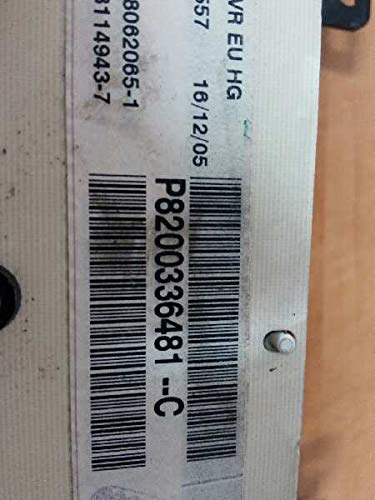 VR EU HG
557 16/12/05
8062065-1
3114943-7
P8200336481--C